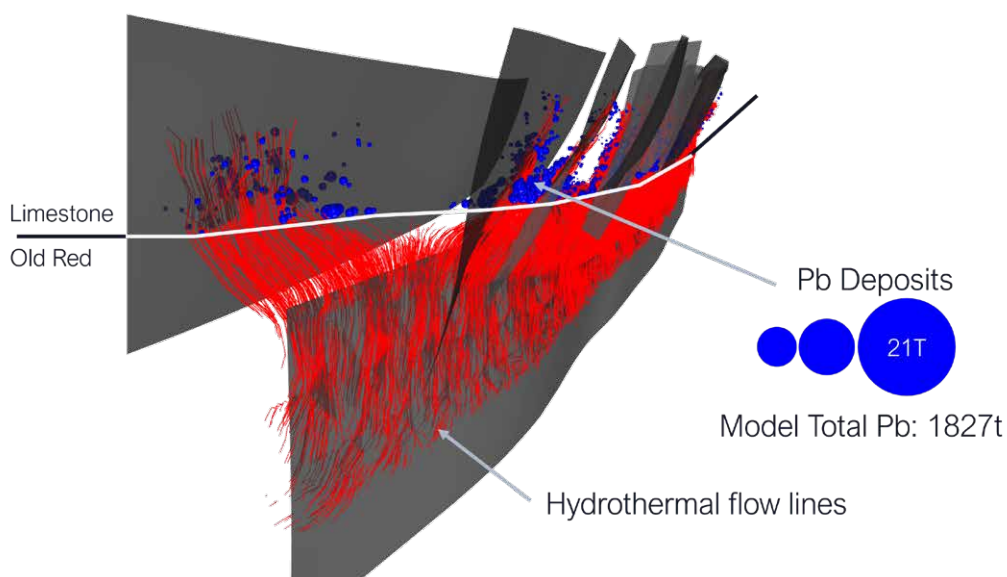 Limestone
Old Red
Pb Deposits
21T
Model Total Pb: 1827t
Hydrothermal flow lines